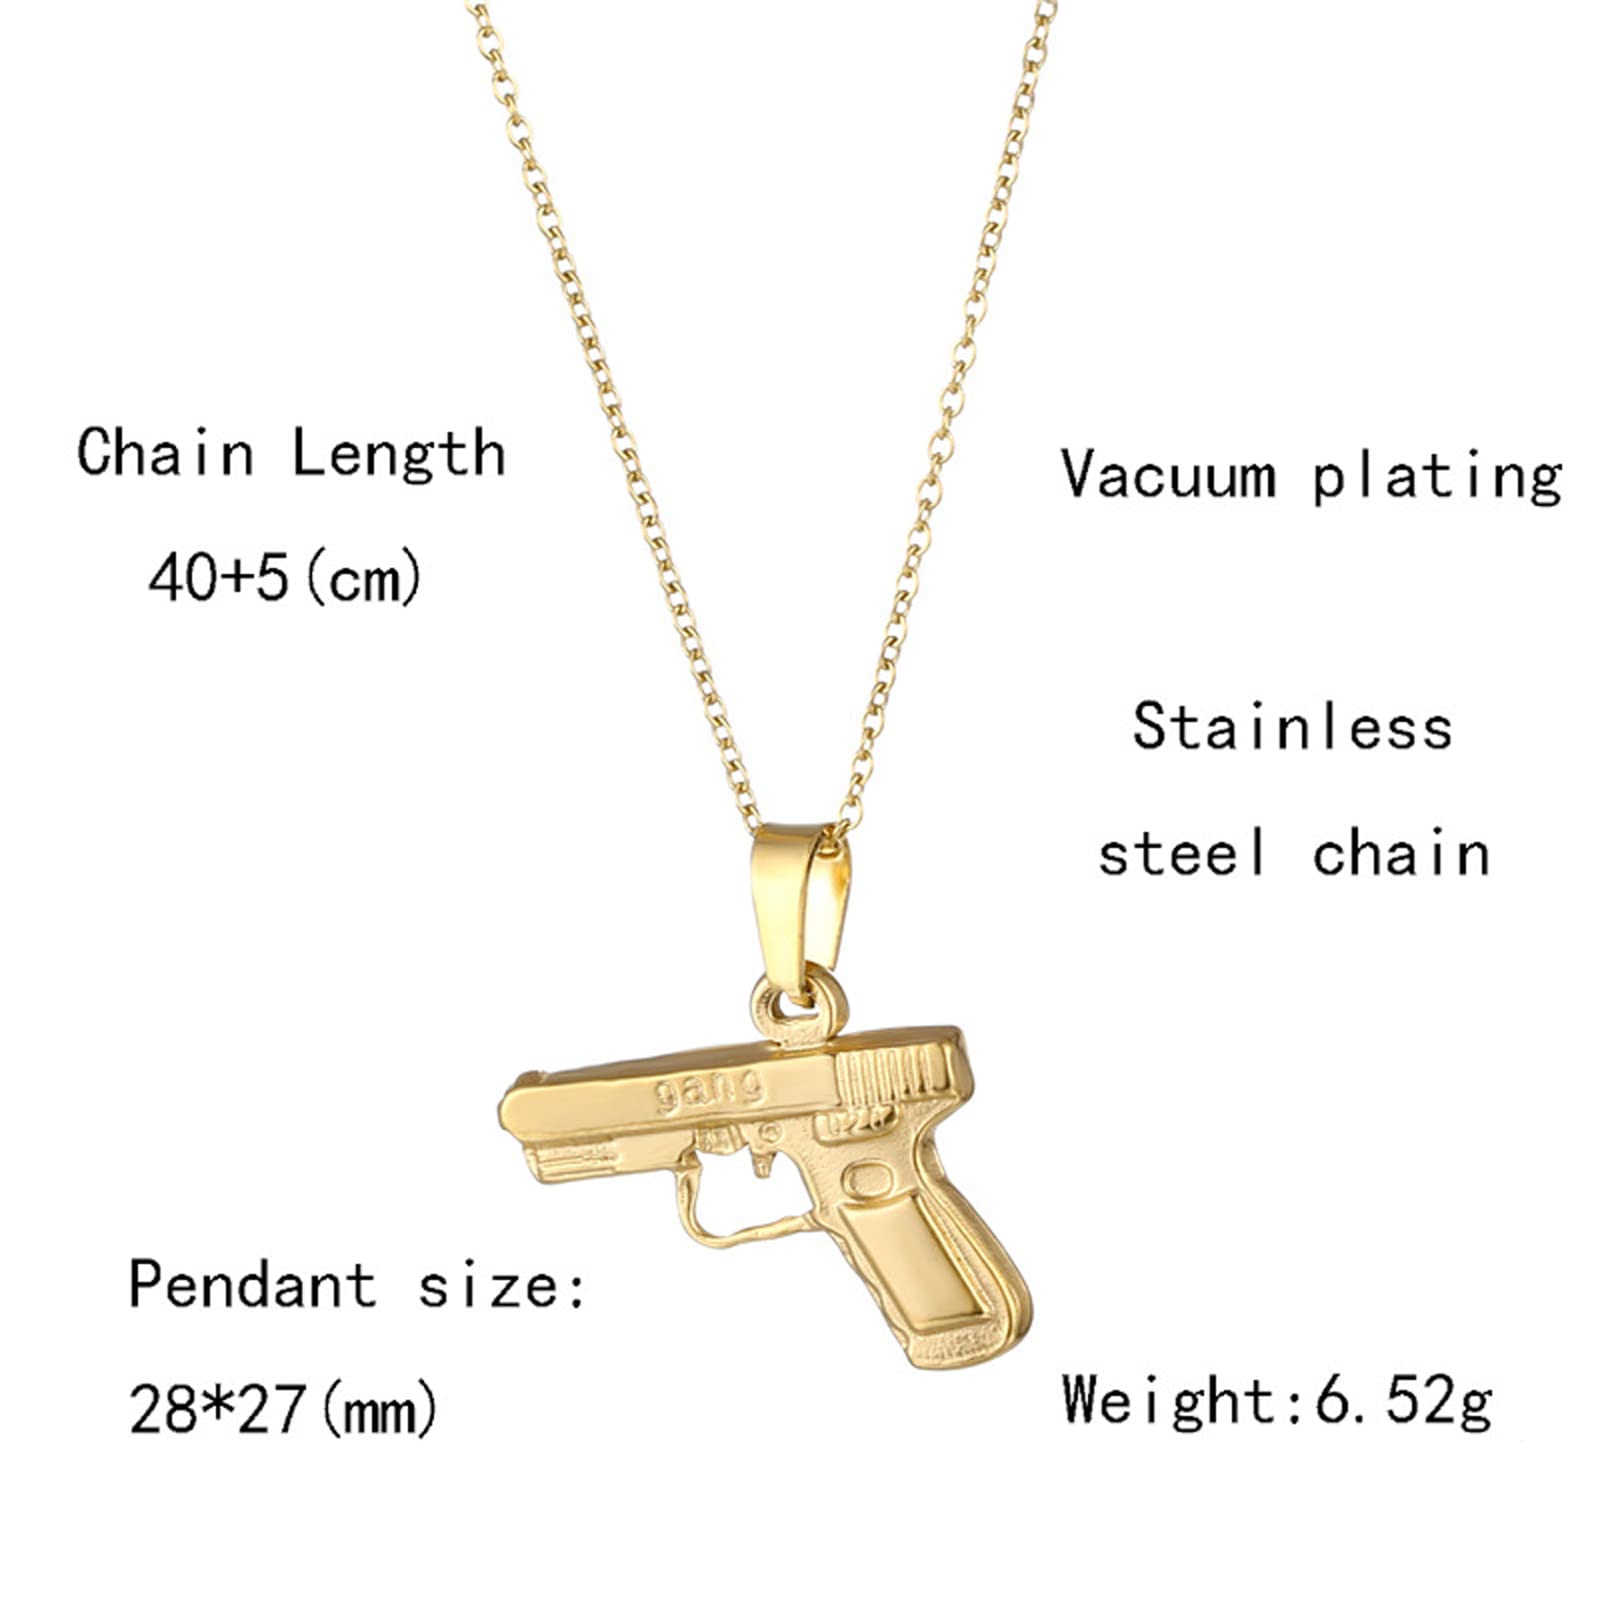 Chain Length
40+5(cm)
Vacuum plating
Stainless
steel chain
gang
Pendant size:
28*27(mm)
Weight:6.52g